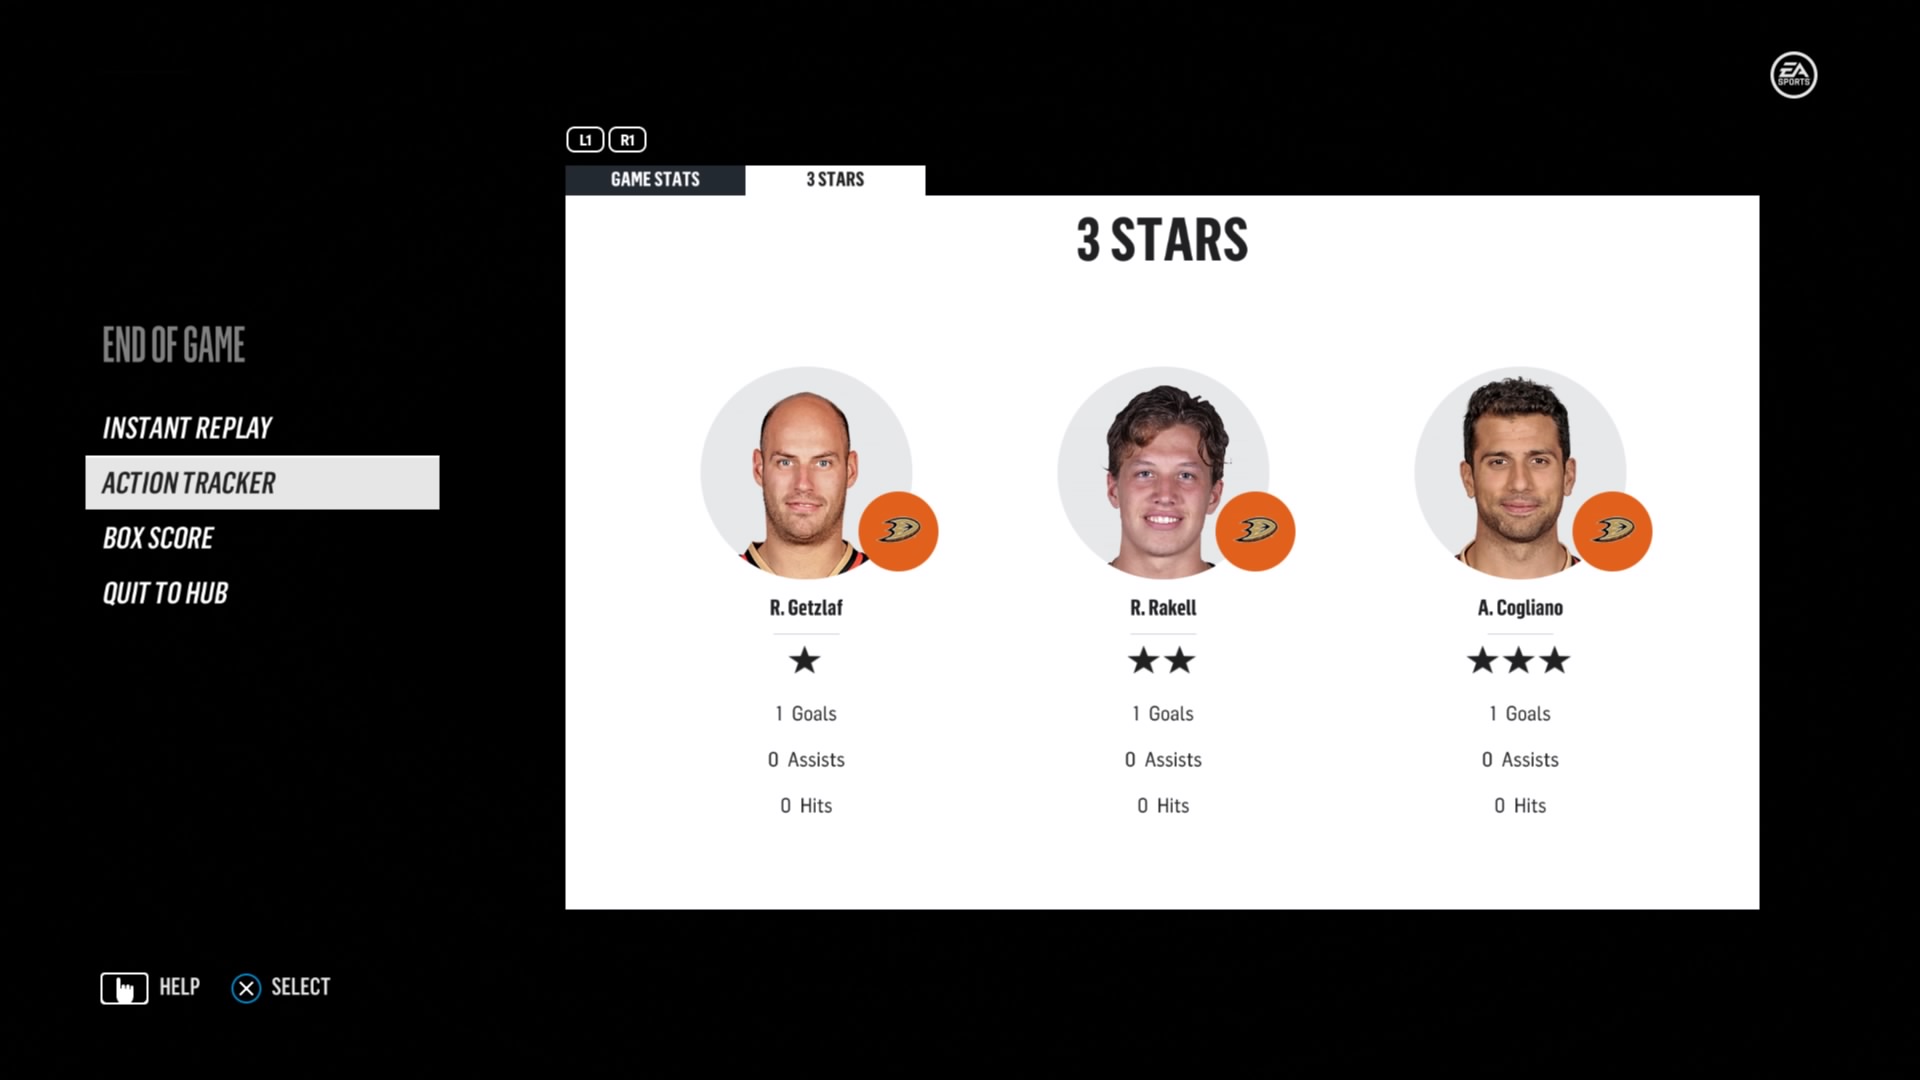 EA
SPORTS
L1 R1
GAME STATS 3 STARS
3 STARS
END OF GAME
INSTANT REPLAY
ACTION TRACKER
BOX SCORE
QUIT TO HUB
R. Getzlaf R. Rakell A. Cogliano
1 Goals 1 Goals 1 Goals
0 Assists 0 Assists 0 Assists
0 Hits 0 Hits 0 Hits
HELP SELECT